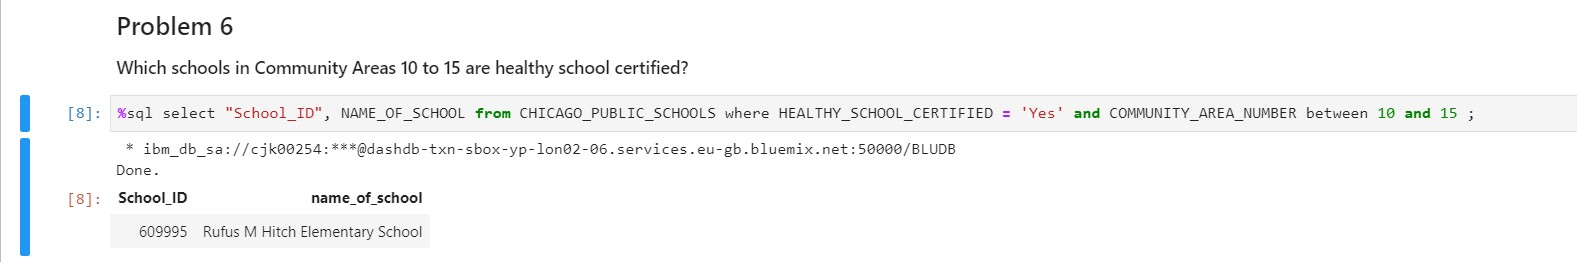 Problem 6
Which schools in Community Areas 10 to 15 are healthy school certified?
[8]: %sql select "School_ID", NAME_OF_SCHOOL from CHICAGO_PUBLIC_SCHOOLS where HEALTHY_SCHOOL_CERTIFIED = 'Yes' and COMMUNITY_AREA_NUMBER between 10 and 15 ;
* ibm_db_sa://cjk00254:***@dashdb-txn-sbox-yp-lon02-06.services.eu-gb.bluemix.net:50000/BLUDB
Done.
[8]: School_ID name_of_school
609995 Rufus M Hitch Elementary School